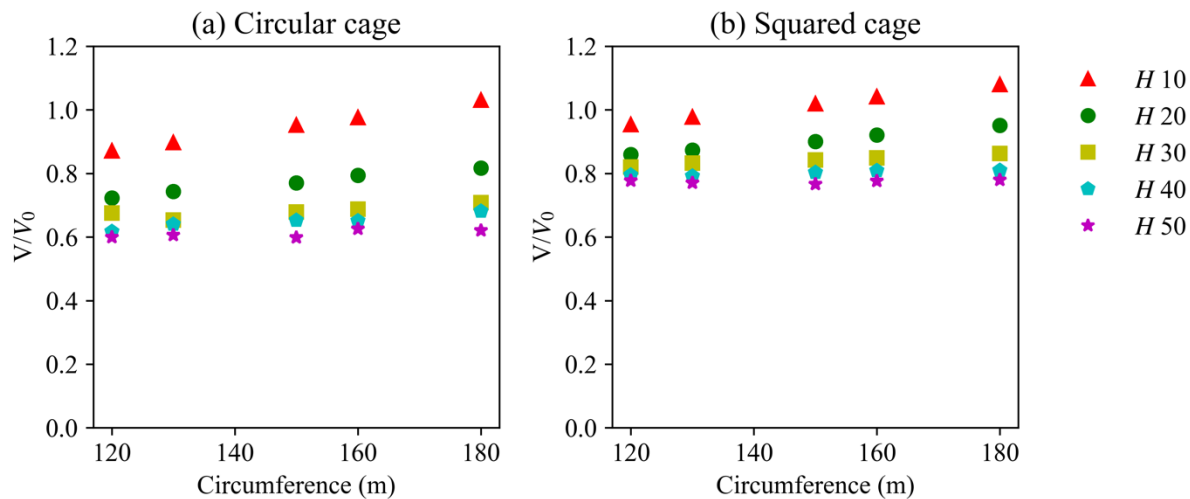 (a) Circular cage
(b) Squared cage
1.2
1.0
0.8
0.6
0.4
0.2
0.0
V/V0
120 140 160 180
Circumference (m)
1.2
1.0
0.8
0.6
0.4
0.2
0.0
V/V0
120 140 160 180
Circumference (m)
H 10
H 20
H 30
H 40
H 50